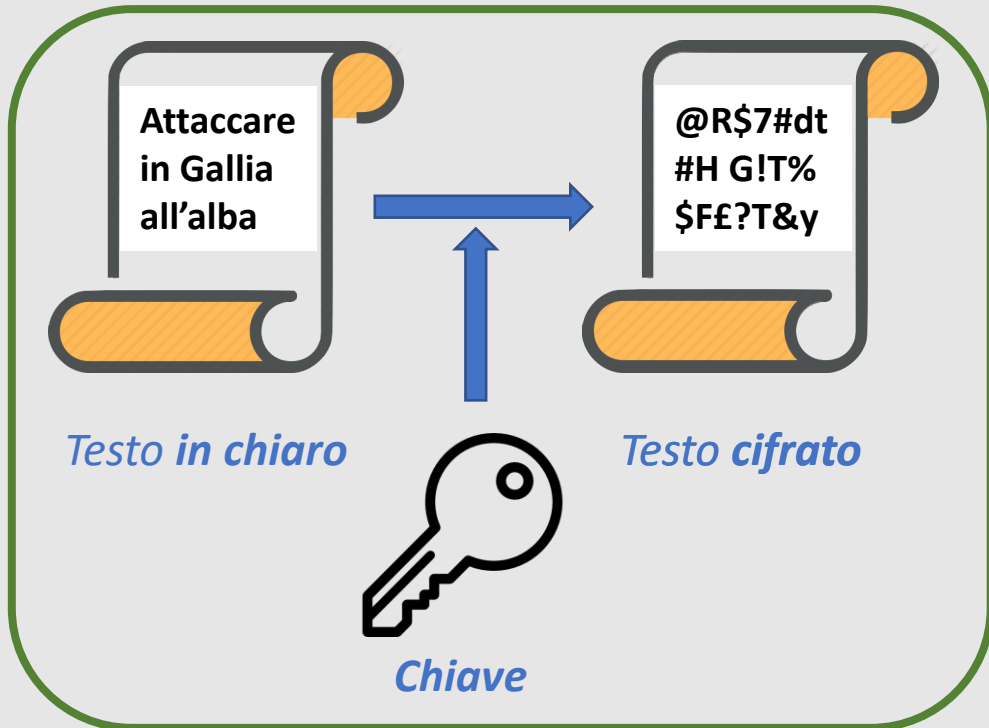 Attaccare
in Gallia
all’alba
@R$7#dt
#H G!T%
$F£?T&y
Testo in chiaro
Testo cifrato
Chiave